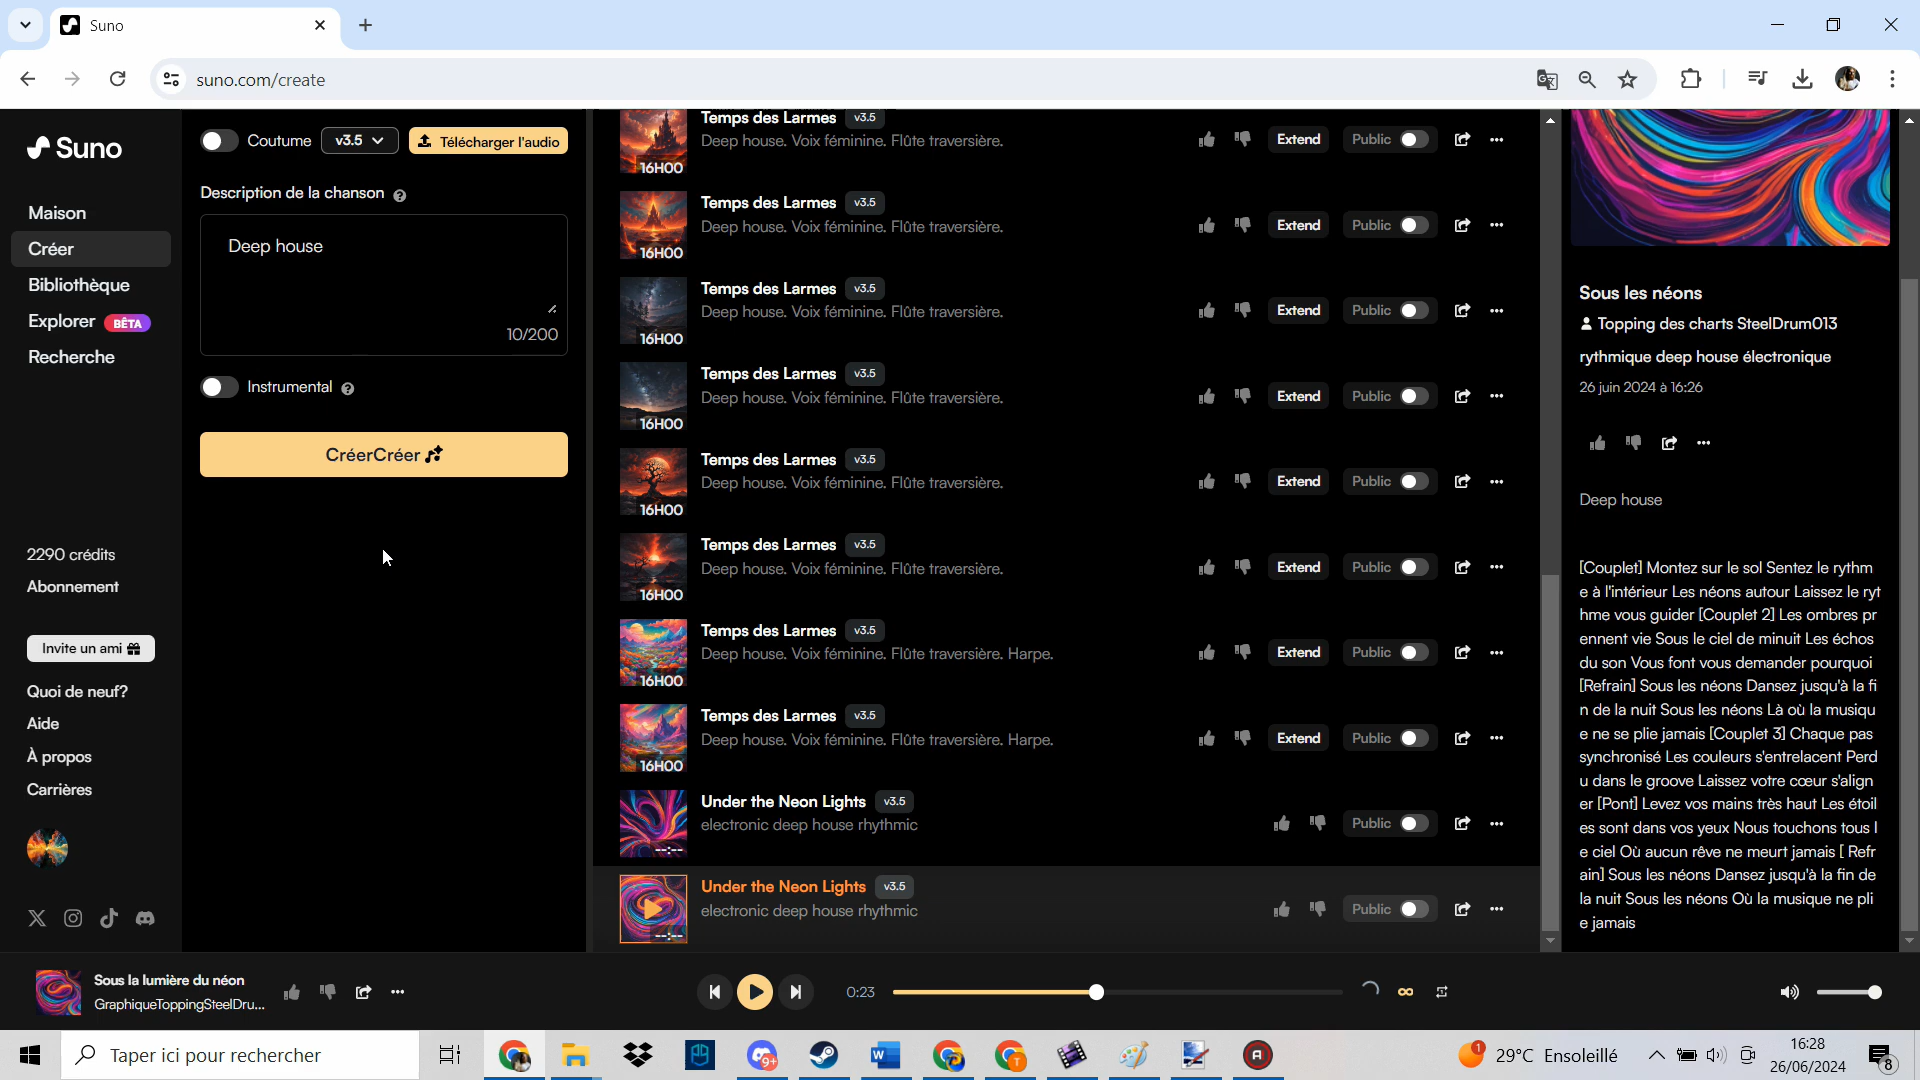 Suno
suno.com/create
Suno
Maison
Créer
Bibliothèque
Explorer BÊTA
Recherche
2290 crédits
Abonnement
Invite un ami
Quoi de neuf?
Aide
À propos
Carrières
Coutume v3.5 Télécharger l'audio
Description de la chanson ?
Deep house
10/200
Instrumental ?
CréerCréer
Temps des Larmes v3.5
Deep house. Voix féminine. Flûte traversière.
16H00
Extend Public
Temps des Larmes v3.5
Deep house. Voix féminine. Flûte traversière.
16H00
Extend Public
Temps des Larmes v3.5
Deep house. Voix féminine. Flûte traversière.
16H00
Extend Public
Temps des Larmes v3.5
Deep house. Voix féminine. Flûte traversière.
16H00
Extend Public
Temps des Larmes v3.5
Deep house. Voix féminine. Flûte traversière.
16H00
Extend Public
Temps des Larmes v3.5
Deep house. Voix féminine. Flûte traversière.
16H00
Extend Public
Temps des Larmes v3.5
Deep house. Voix féminine. Flûte traversière. Harpe.
16H00
Extend Public
Temps des Larmes v3.5
Deep house. Voix féminine. Flûte traversière. Harpe.
16H00
Extend Public
Under the Neon Lights v3.5
electronic deep house rhythmic
--:--
Public
Under the Neon Lights v3.5
electronic deep house rhythmic
--:--
Public
Sous les néons
Topping des charts SteelDrum013
rythmique deep house électronique
26 juin 2024 à 16:26
Deep house
[Couplet] Montez sur le sol Sentez le rythm
e à l'intérieur Les néons autour Laissez le ryt
hme vous guider [Couplet 2] Les ombres pr
ennent vie Sous le ciel de minuit Les échos
du son Vous font vous demander pourquoi
[Refrain] Sous les néons Dansez jusqu'à la fi
n de la nuit Sous les néons Là où la musiqu
e ne se plie jamais [Couplet 3] Chaque pas
synchronisé Les couleurs s'entrelacent Perd
u dans le groove Laissez votre cœur s'align
er [Pont] Levez vos mains très haut Les étoil
es sont dans vos yeux Nous touchons tous l
e ciel Où aucun rêve ne meurt jamais [ Refr
ain] Sous les néons Dansez jusqu'à la fin de
la nuit Sous les néons Où la musique ne pli
e jamais
Sous la lumière du néon
GraphiqueToppingSteelDru...
0:23
Taper ici pour rechercher
9+
W
T
A
1
29°C Ensoleillé
16:28
26/06/2024
8